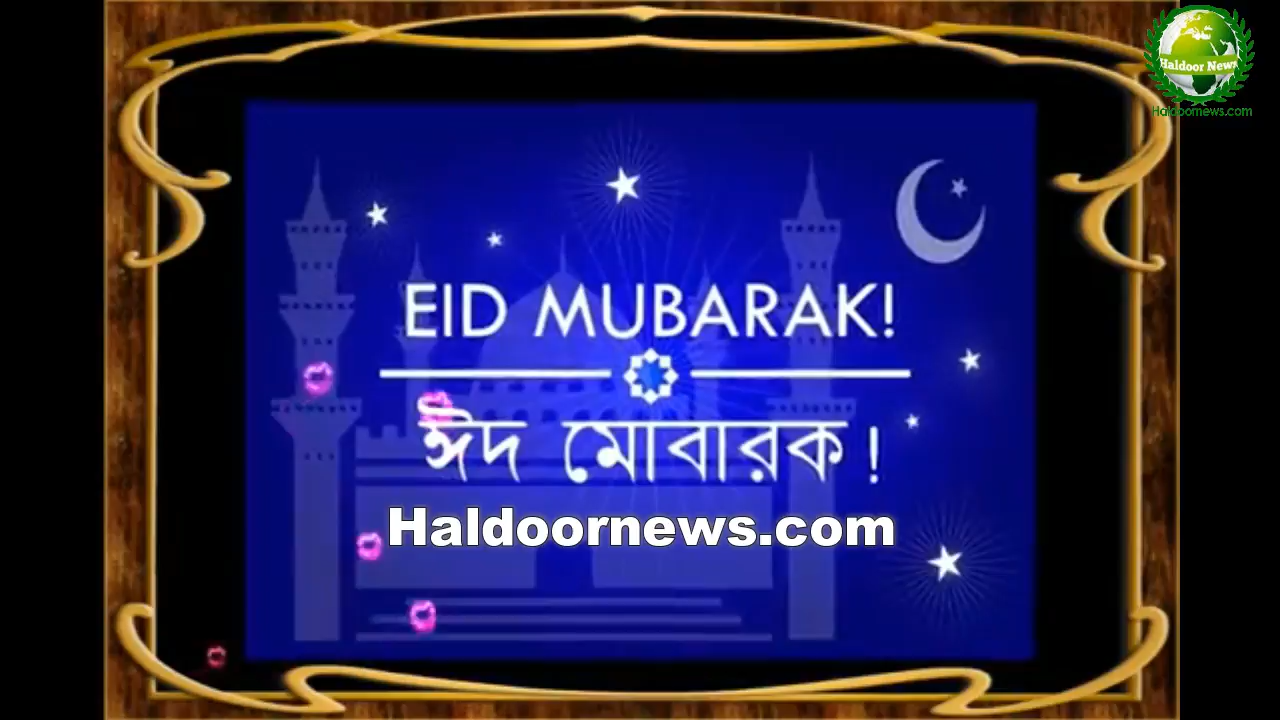 Haldoor News
Haldoornews.com
EID MUBARAK!
ঈদ মোবারক !
Haldoornews.com